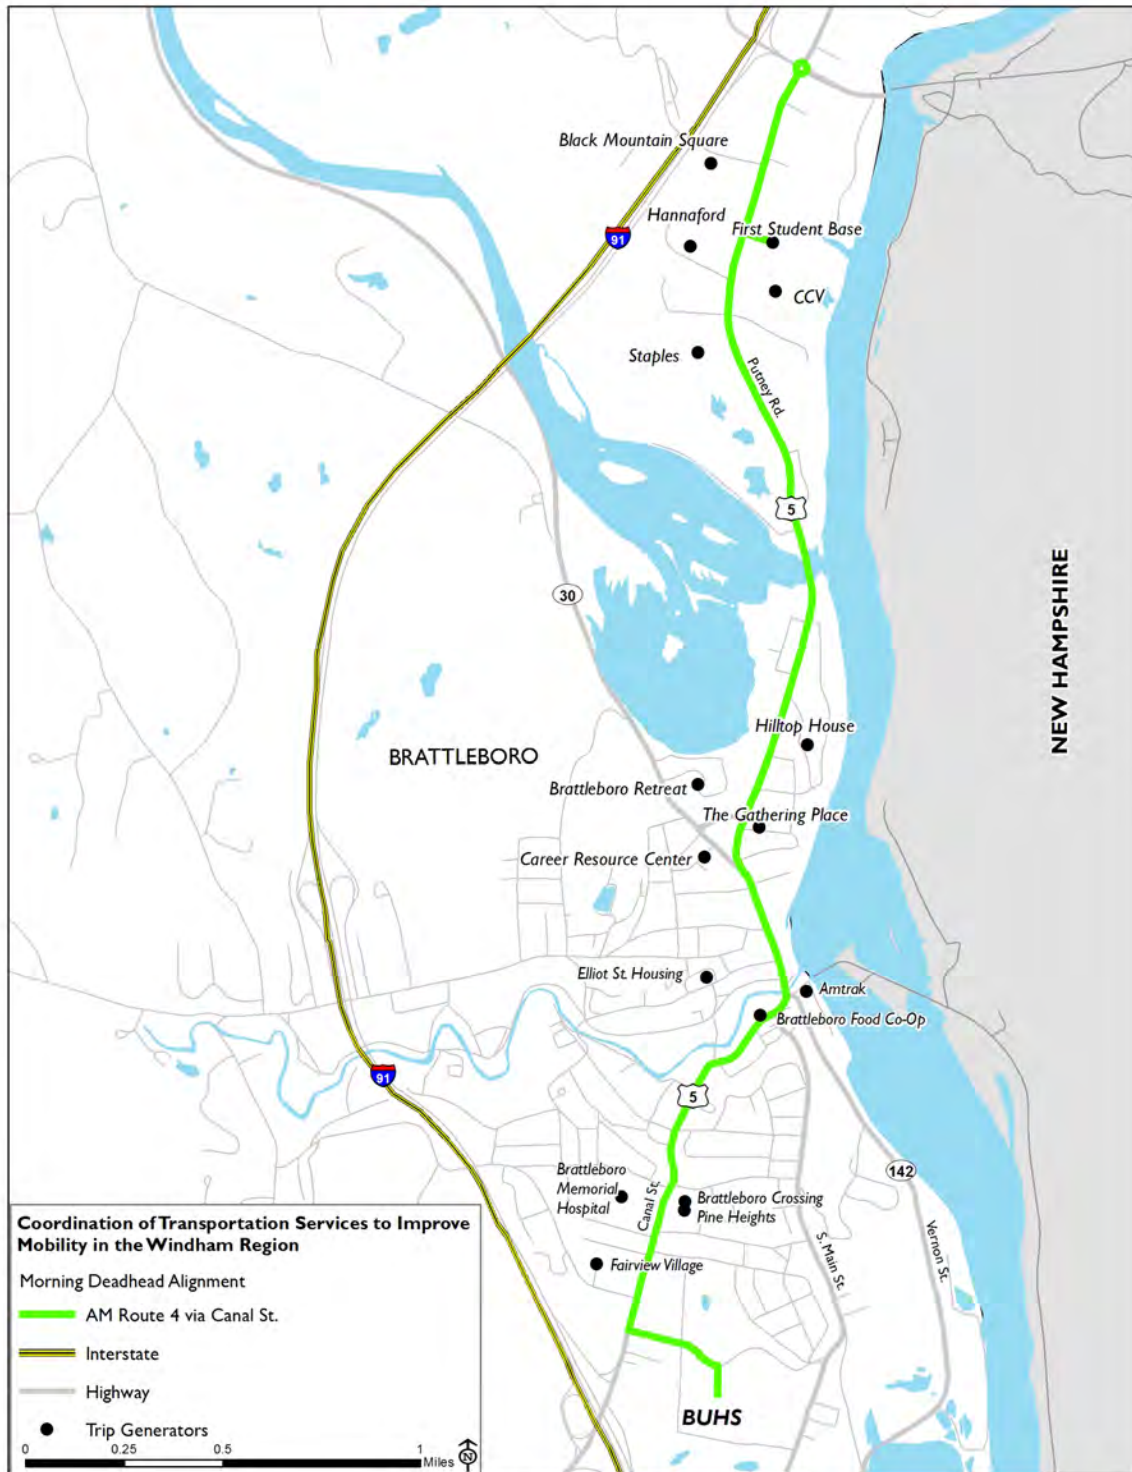 Black Mountain Square
Hannaford
91
First Student Base
CCV
Staples
Putney Rd.
5
30
NEW HAMPSHIRE
Hilltop House
BRATTLEBORO
Brattleboro Retreat
The Gathering Place
Career Resource Center
Elliot St. Housing
Amtrak
Brattleboro Food Co-Op
91
5
142
Brattleboro
Memorial
Hospital
Canal St.
Brattleboro Crossing
Pine Heights
S. Main St.
Vernon St.
Fairview Village
BUHS
Coordination of Transportation Services to Improve
Mobility in the Windham Region
Morning Deadhead Alignment
AM Route 4 via Canal St.
Interstate
Highway
Trip Generators
0 0.25 0.5 1
Miles
N